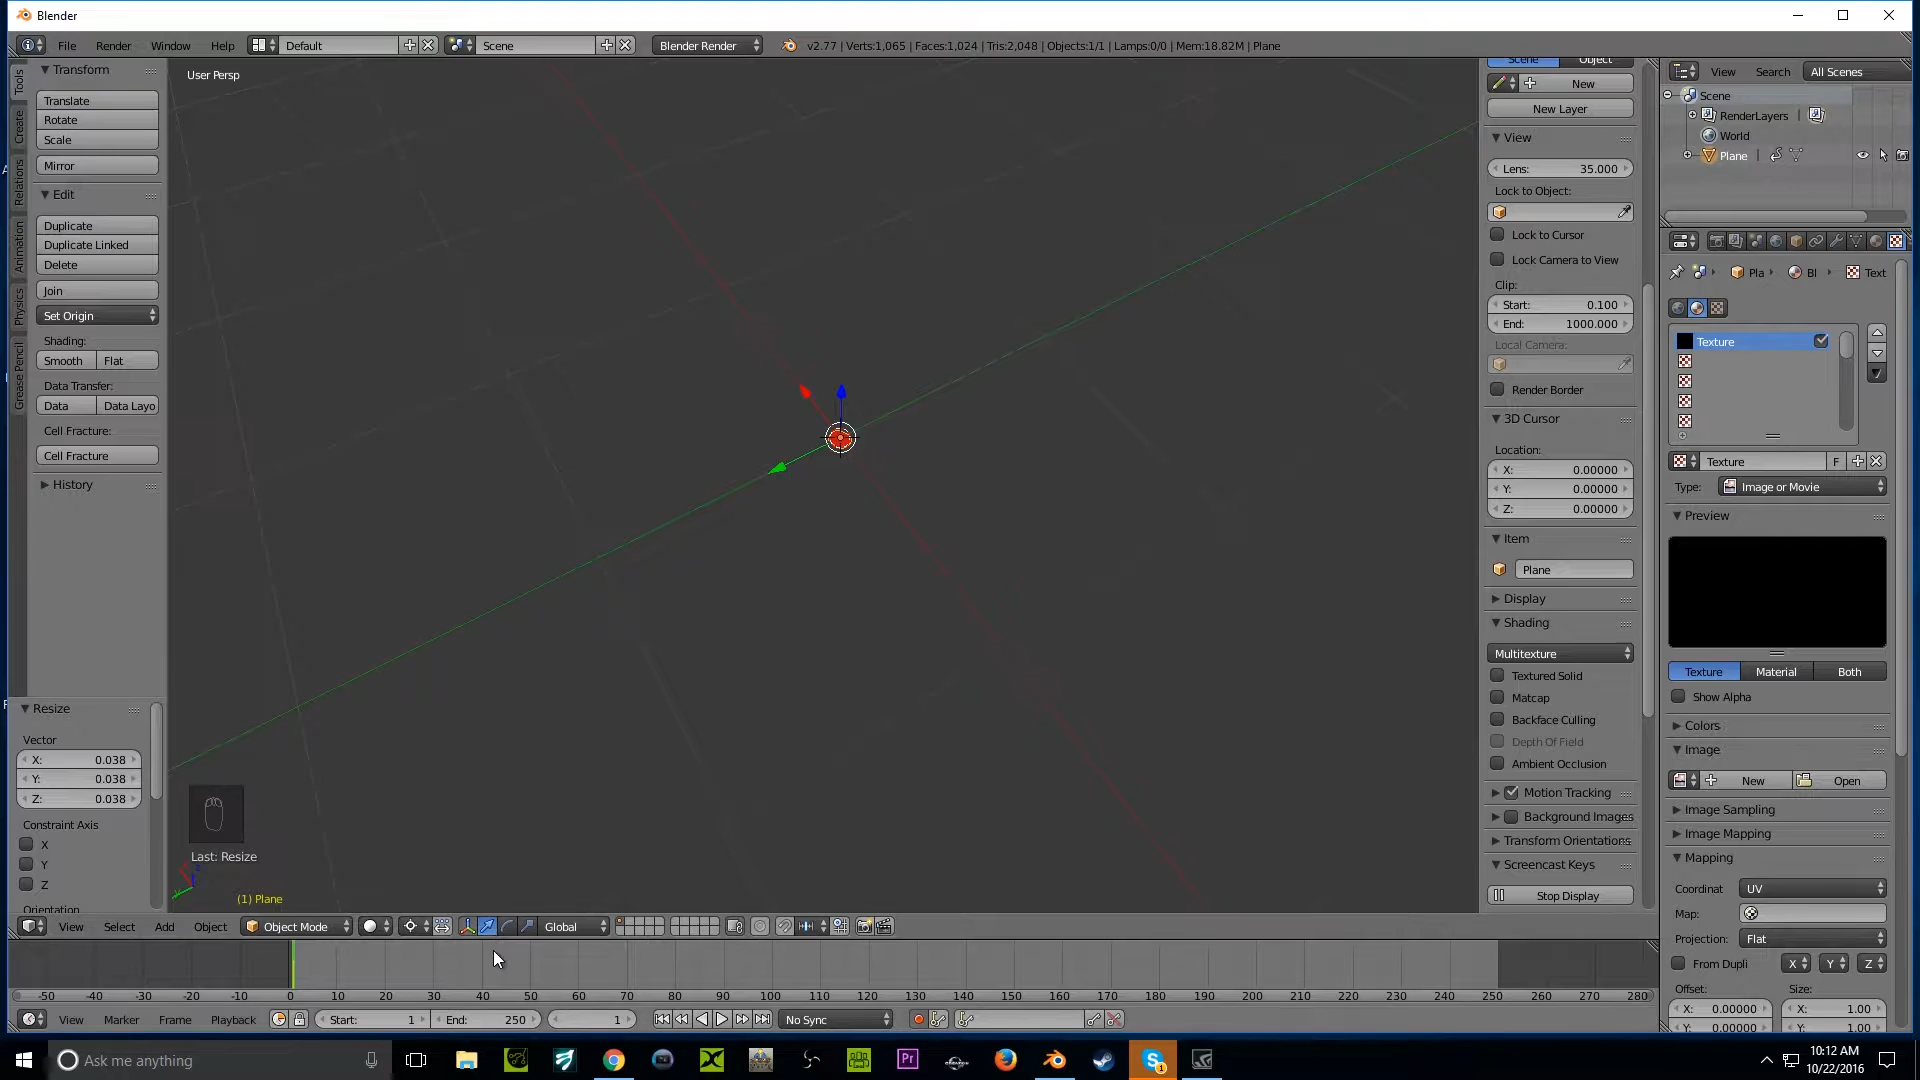 Blender
File Render Window Help Default Scene Blender Render v2.77 | Verts:1,065 | Faces:1,024 | Tris:2,048 | Objects:1/1 | Lamps:0/0 | Mem:18.82M | Plane
Tools
Create
Relations
Animation
Physics
Grease Pencil
Transform
Translate
Rotate
Scale
Mirror
Edit
Duplicate
Duplicate Linked
Delete
Join
Set Origin
Shading:
Smooth Flat
Data Transfer:
Data Data Layo
Cell Fracture:
Cell Fracture
History
Resize
Vector
X: 0.038
Y: 0.038
Z: 0.038
Constraint Axis
X
Y
Z
Orientation
User Persp
Last: Resize
(1) Plane
Scene Object
New
New Layer
View
Lens: 35.000
Lock to Object:
Lock to Cursor
Lock Camera to View
Clip:
Start: 0.100
End: 1000.000
Local Camera:
Render Border
3D Cursor
Location:
X: 0.00000
Y: 0.00000
Z: 0.00000
Item
Plane
Display
Shading
Multitexture
Textured Solid
Matcap
Backface Culling
Depth Of Field
Ambient Occlusion
Motion Tracking
Background Images
Transform Orientations
Screencast Keys
Stop Display
View Search All Scenes
Scene
RenderLayers |
World
Plane |
Pla Bl Text
Texture
Texture F
Type: Image or Movie
Preview
Texture Material Both
Show Alpha
Colors
Image
New Open
Image Sampling
Image Mapping
Mapping
Coordinat UV
Map:
Projection: Flat
From Dupli X Y Z
Offset: Size:
X: 0.00000 X: 1.00
Y: 0.00000 Y: 1.00
View Select Add Object Object Mode Global
-50 -40 -30 -20 -10 0 10 20 30 40 50 60 70 80 90 100 110 120 130 140 150 160 170 180 190 200 210 220 230 240 250 260 270 280
View Marker Frame Playback Start: 1 End: 250 1 No Sync
Ask me anything
Pr
S
1
10:12 AM
10/22/2016